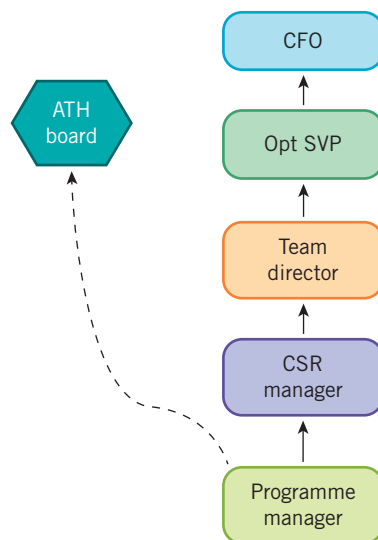 CFO
ATH
board
Opt SVP
Team
director
CSR
manager
Programme
manager